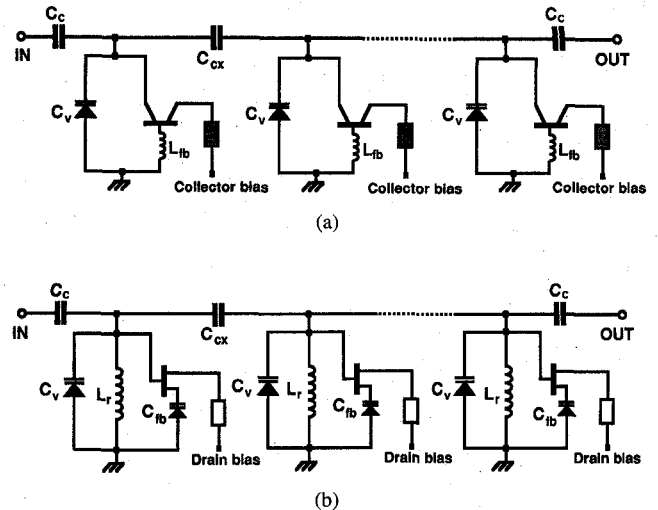 Cc Cc
IN Ccx OUT
Cv Cv Cv
Lfb Lfb Lfb
Collector bias Collector bias Collector bias
(a)
Cc Cc
IN Ccx OUT
Cv Lr Cv Lr Cv Lr
Cfb Cfb Cfb
Drain bias Drain bias Drain bias
(b)